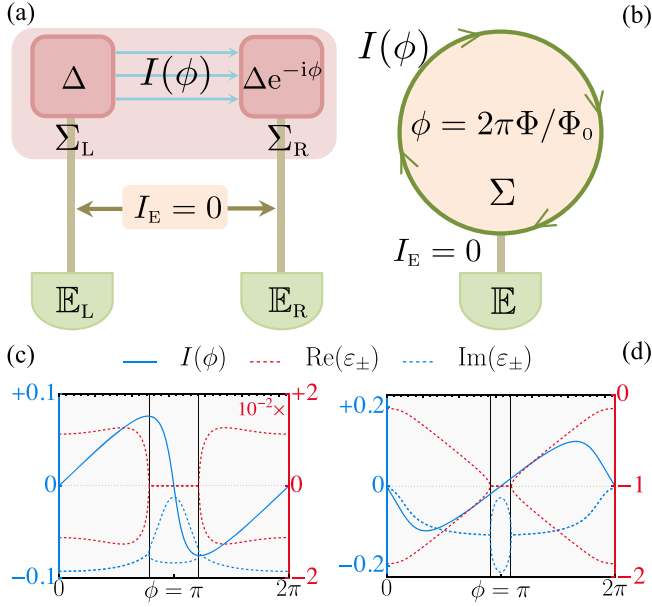 (a)
Δ
I(ϕ)
Δe^{−iϕ}
Σ_L
Σ_R
I_E = 0
𝔼_L
𝔼_R
(b)
I(ϕ)
ϕ = 2πΦ/Φ_0
Σ
I_E = 0
𝔼
(c)
I(ϕ)
Re(ε_±)
Im(ε_±)
(d)
+0.1
0
−0.1
10^{−2}×
+2
0
−2
0
ϕ = π
2π
+0.2
0
−0.2
0
−1
−2
0
ϕ = π
2π